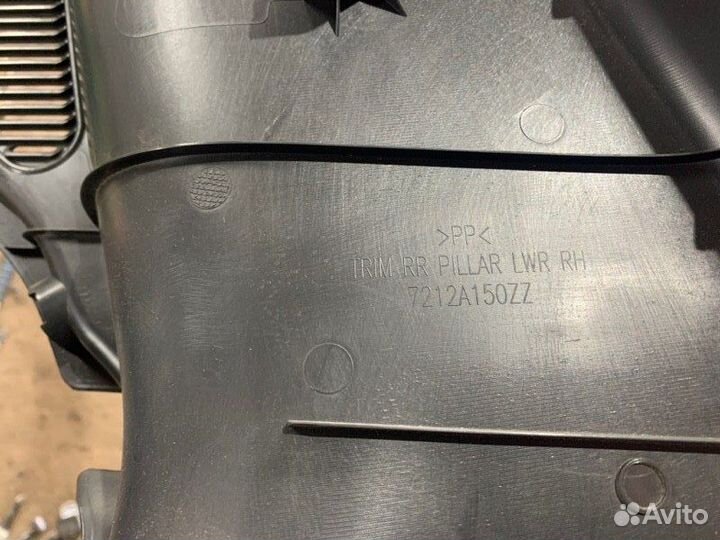 >PP<
TRIM RR PILLAR LWR RH
7212A150ZZ
Avito